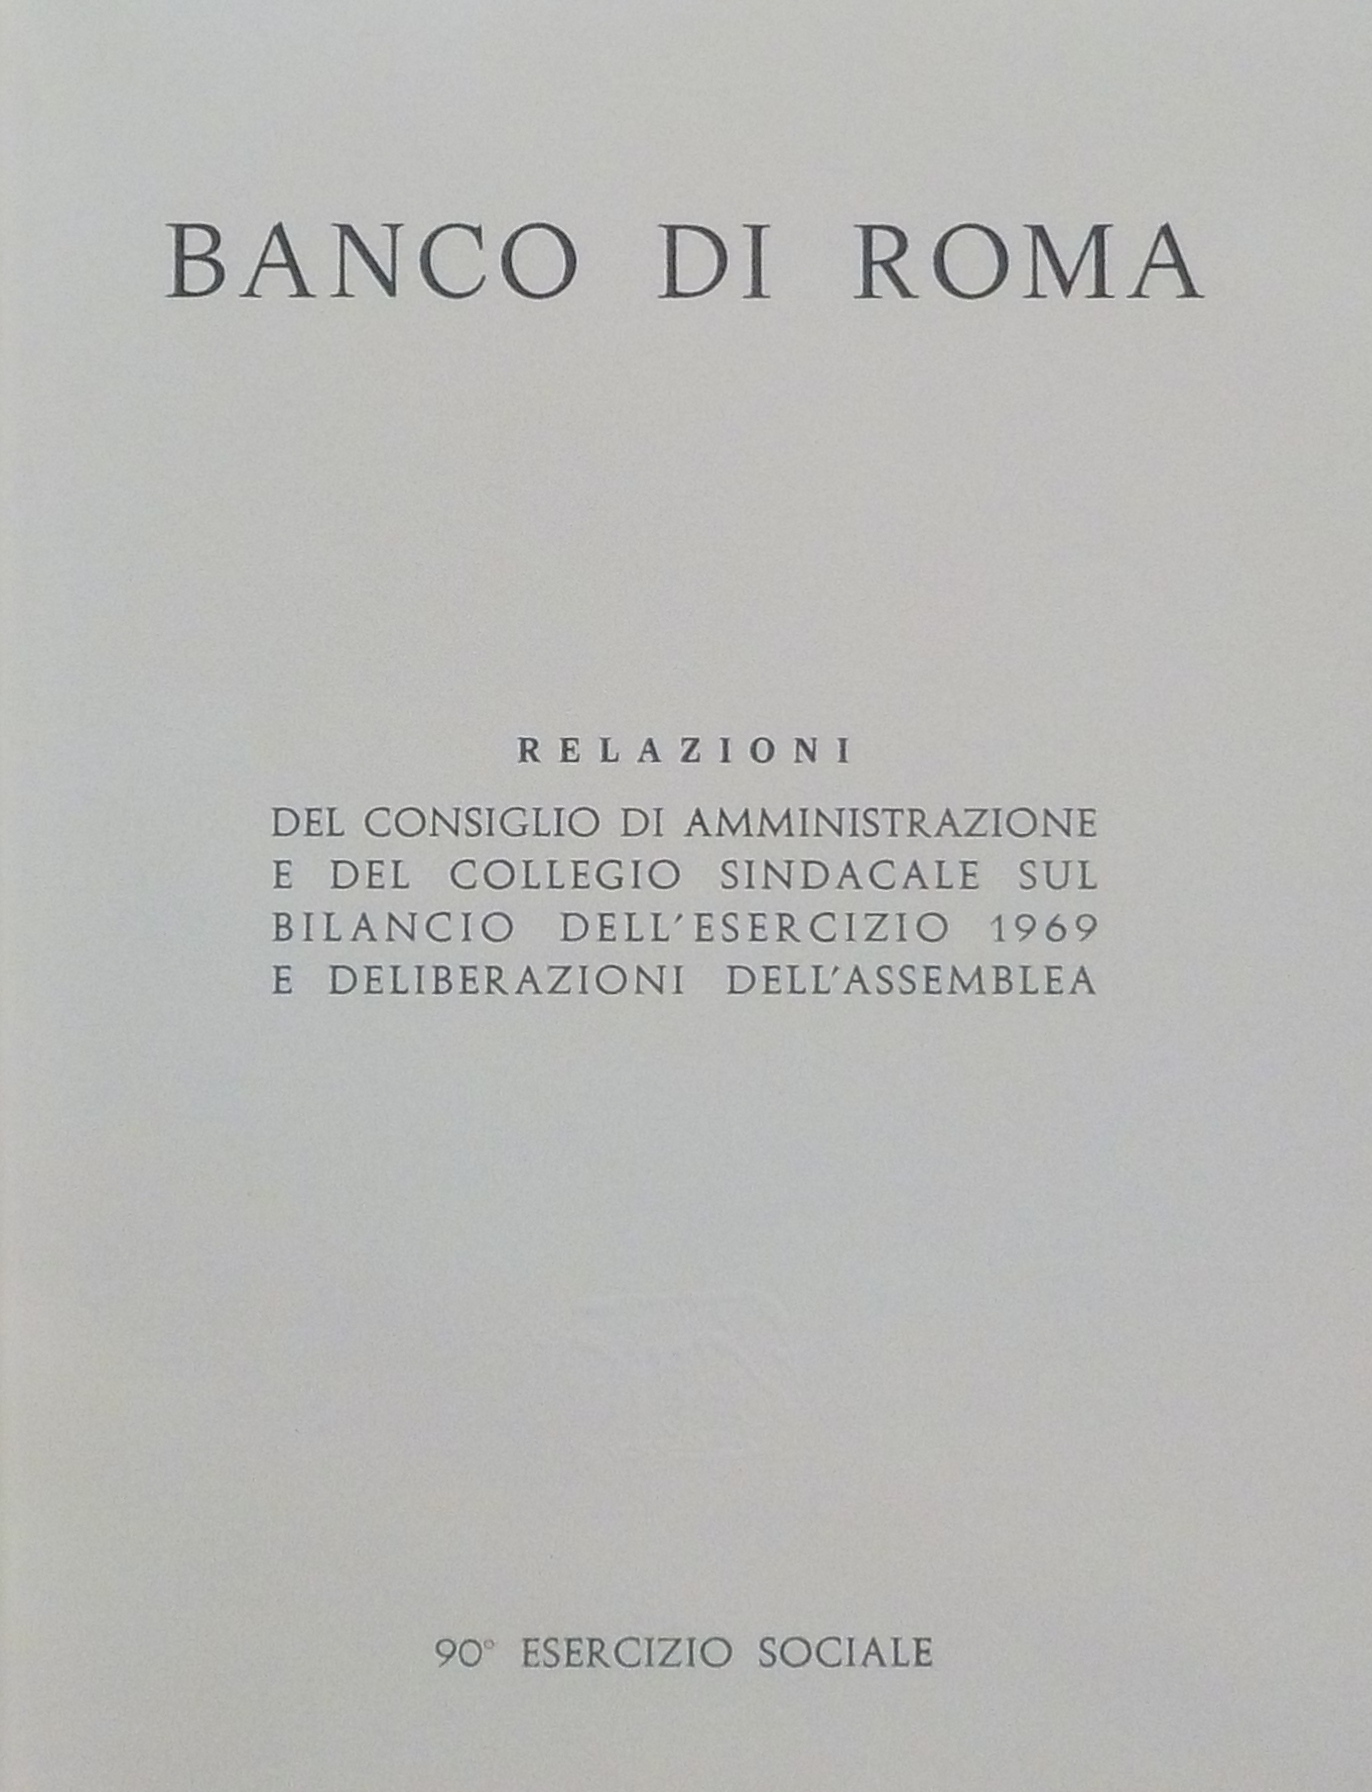 BANCO DI ROMA
RELAZIONI
DEL CONSIGLIO DI AMMINISTRAZIONE
E DEL COLLEGIO SINDACALE SUL
BILANCIO DELL'ESERCIZIO 1969
E DELIBERAZIONI DELL'ASSEMBLEA
90° ESERCIZIO SOCIALE